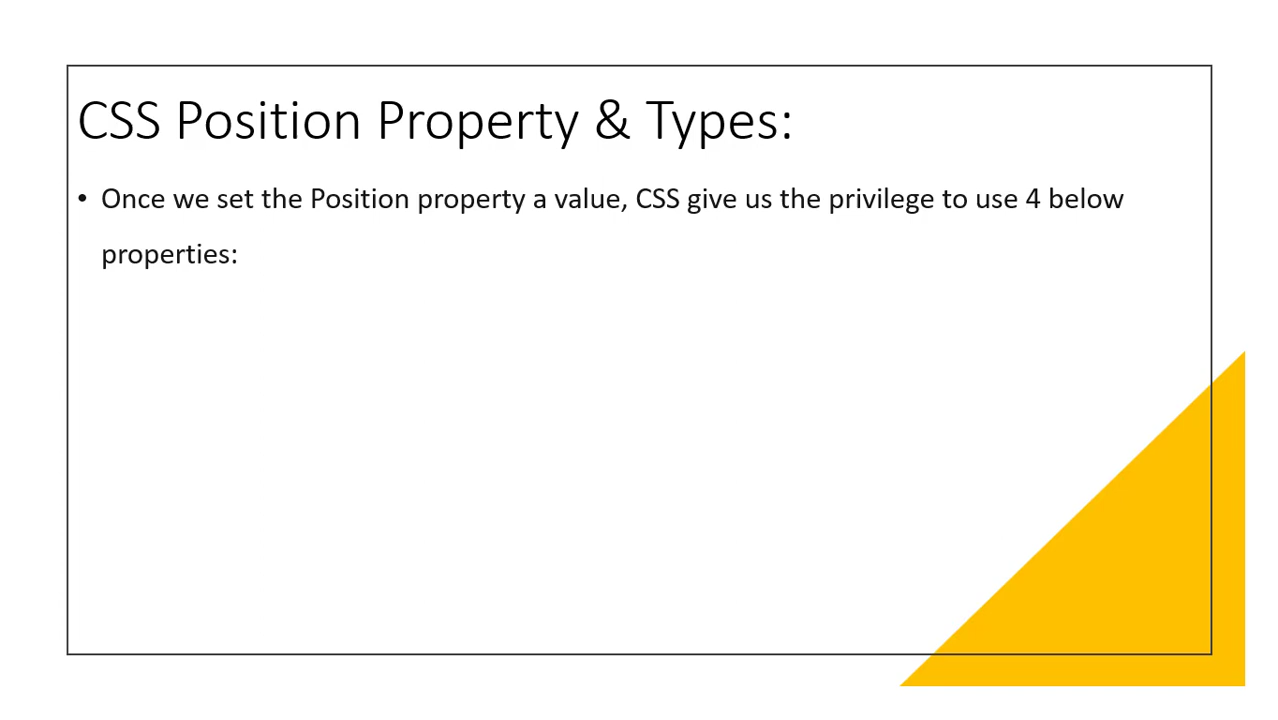 CSS Position Property & Types:
• Once we set the Position property a value, CSS give us the privilege to use 4 below
properties: